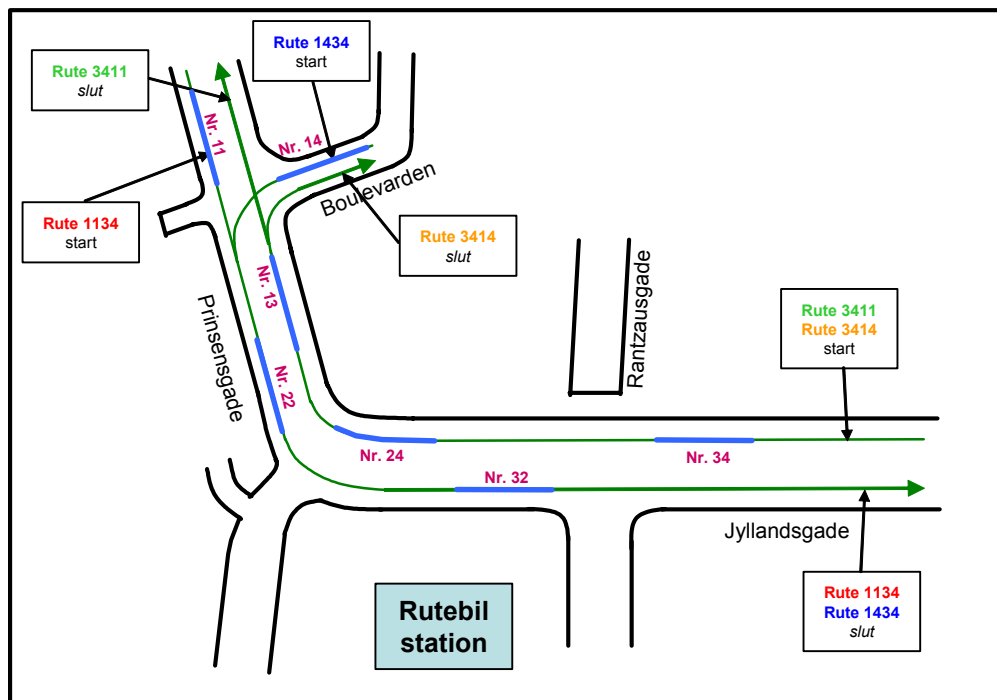 Rute 1434
start
Rute 3411
slut
Nr. 11
Nr. 14
Boulevarden
Rute 1134
start
Rute 3414
slut
Nr. 13
Prinsensgade
Rantzausgade
Rute 3411
Rute 3414
start
Nr. 22
Nr. 24
Nr. 34
Nr. 32
Jyllandsgade
Rute 1134
Rute 1434
slut
Rutebil
station